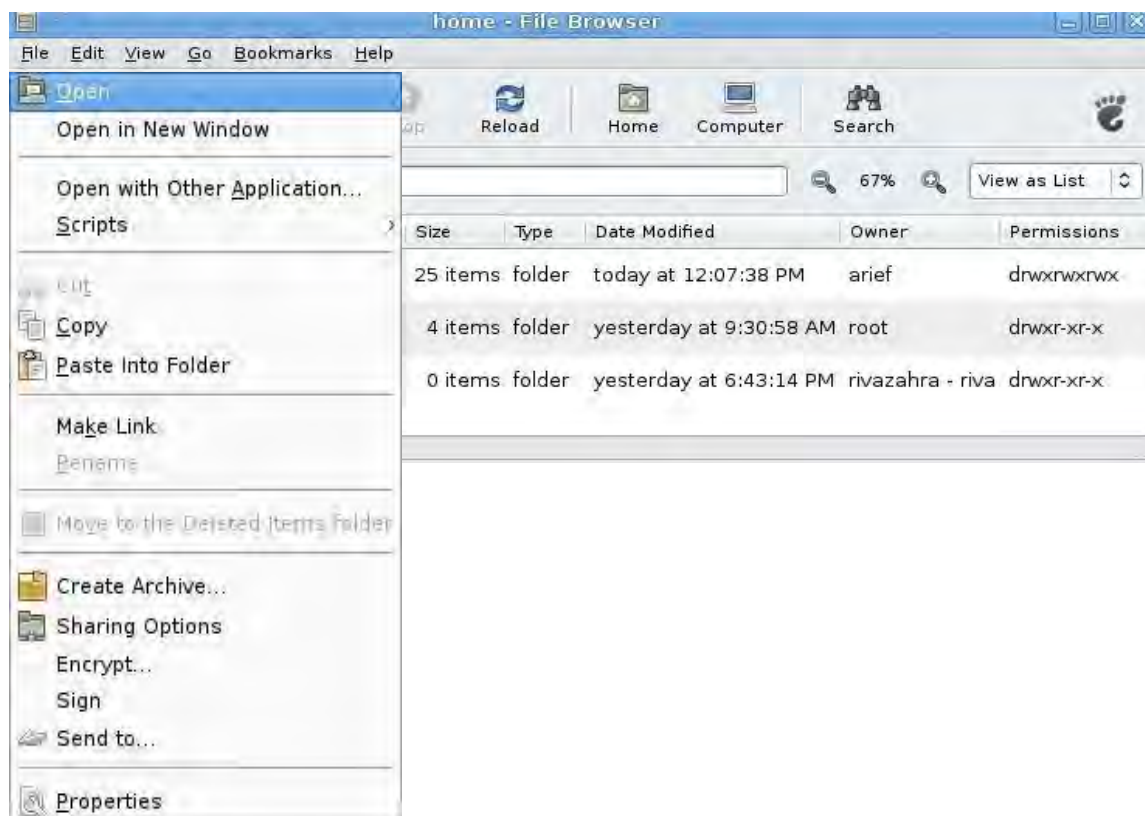 home - File Browser
File Edit View Go Bookmarks Help
Open
Open in New Window
Open with Other Application...
Scripts
Cut
Copy
Paste Into Folder
Make Link
Rename
Move to the Deleted Items Folder
Create Archive...
Sharing Options
Encrypt...
Sign
Send to...
Properties
Reload Home Computer Search
67% View as List
Size Type Date Modified Owner Permissions
25 items folder today at 12:07:38 PM arief drwxrwxrwx
4 items folder yesterday at 9:30:58 AM root drwxr-xr-x
0 items folder yesterday at 6:43:14 PM rivazahra - riva drwxr-xr-x